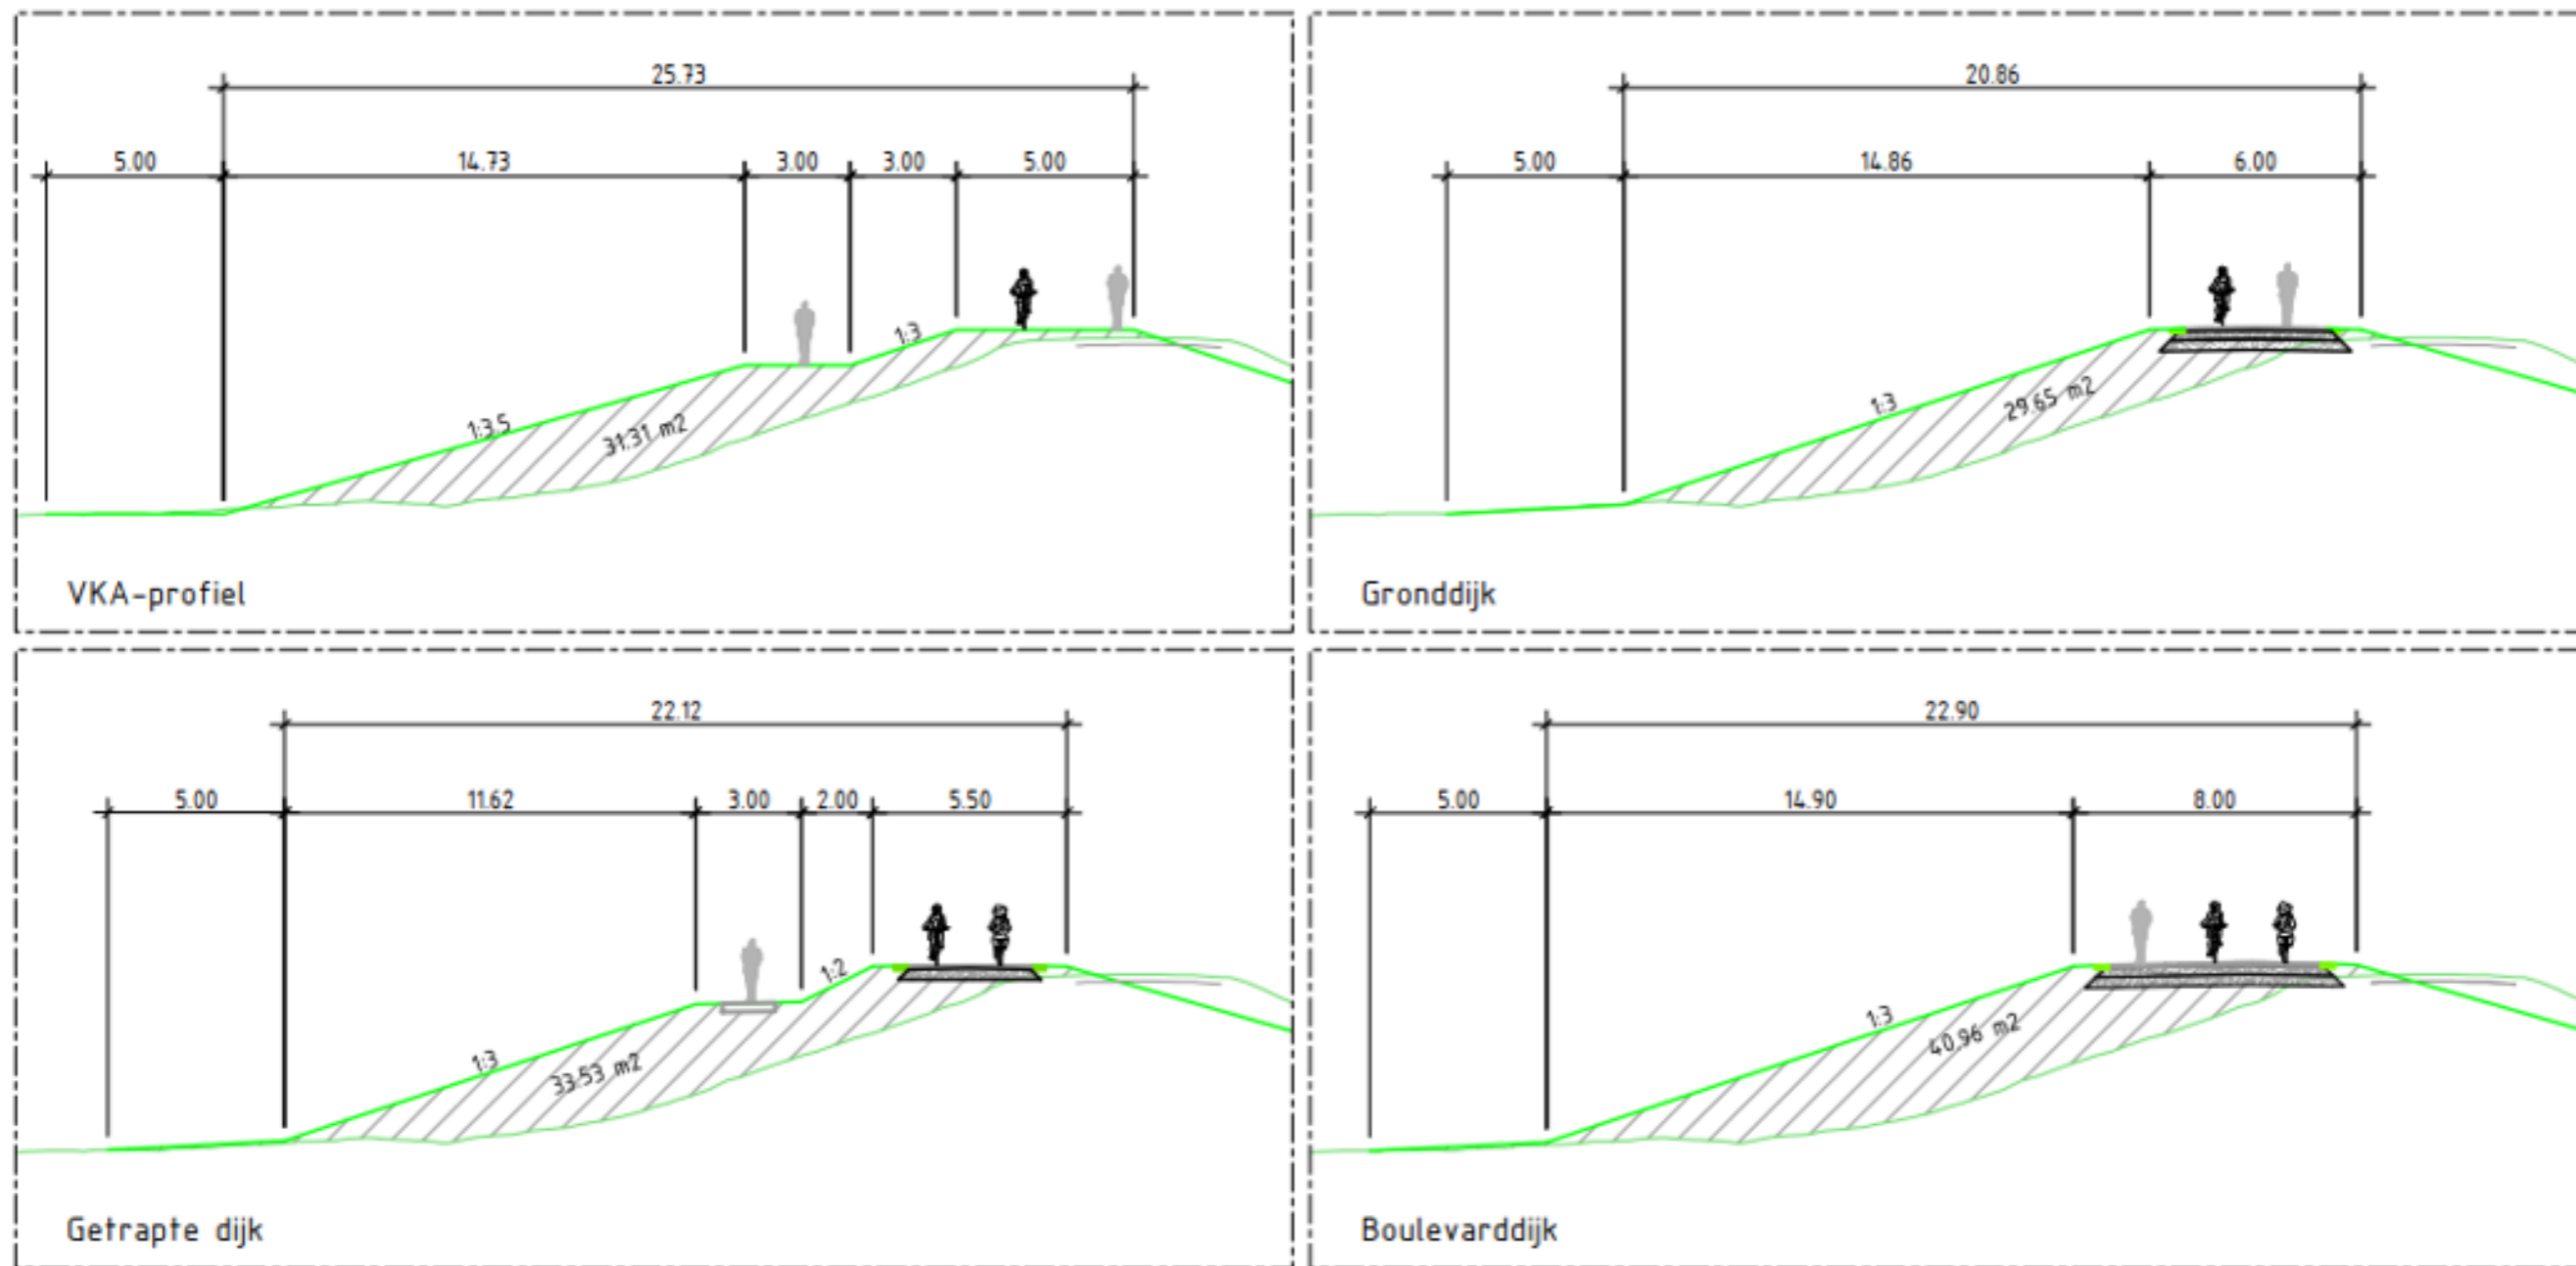 25.73
5.00 14.73 3.00 3.00 5.00
1:3
1:3.5
31.31 m2
VKA-profiel
20.86
5.00 14.86 6.00
1:3
29.65 m2
Gronddijk
22.12
5.00 11.62 3.00 2.00 5.50
1:2
1:3
33.53 m2
Getrapte dijk
22.90
5.00 14.90 8.00
1:3
40.96 m2
Boulevarddijk